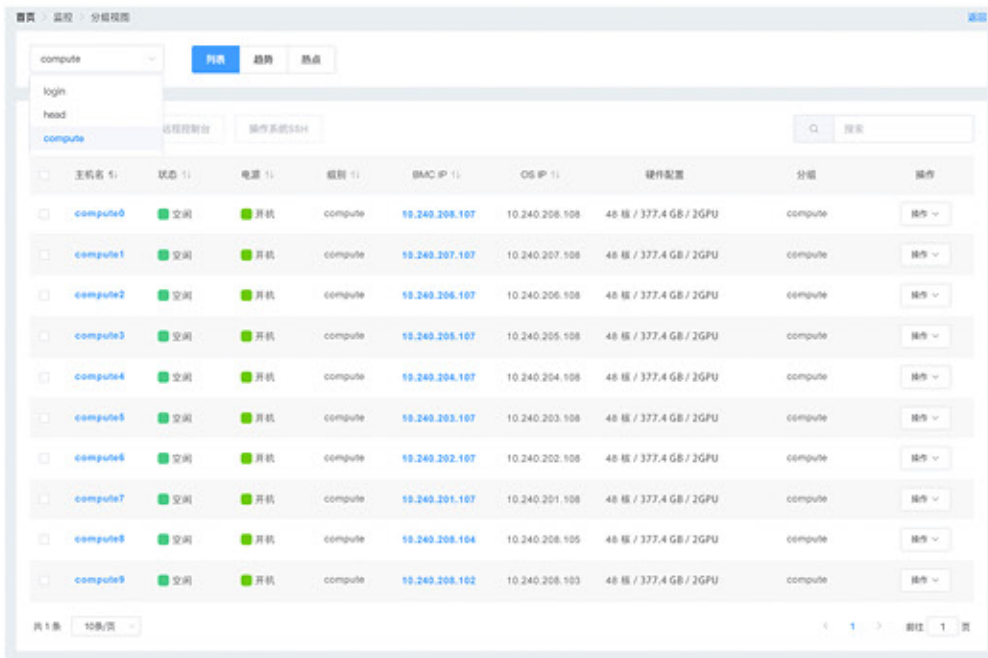 首页 > 监控 > 分组视图 返回
compute 列表 趋势 热点
login
head
compute
远程控制台 操作系统SSH 搜索
主机名 状态 电源 组别 BMC IP OS IP 硬件配置 分组 操作
compute0 空闲 开机 compute 10.240.208.107 10.240.208.108 48 核 / 377.4 GB / 2GPU compute 操作
compute1 空闲 开机 compute 10.240.207.107 10.240.207.108 48 核 / 377.4 GB / 2GPU compute 操作
compute2 空闲 开机 compute 10.240.206.107 10.240.206.108 48 核 / 377.4 GB / 2GPU compute 操作
compute3 空闲 开机 compute 10.240.205.107 10.240.205.108 48 核 / 377.4 GB / 2GPU compute 操作
compute4 空闲 开机 compute 10.240.204.107 10.240.204.108 48 核 / 377.4 GB / 2GPU compute 操作
compute5 空闲 开机 compute 10.240.203.107 10.240.203.108 48 核 / 377.4 GB / 2GPU compute 操作
compute6 空闲 开机 compute 10.240.202.107 10.240.202.108 48 核 / 377.4 GB / 2GPU compute 操作
compute7 空闲 开机 compute 10.240.201.107 10.240.201.108 48 核 / 377.4 GB / 2GPU compute 操作
compute8 空闲 开机 compute 10.240.208.104 10.240.208.105 48 核 / 377.4 GB / 2GPU compute 操作
compute9 空闲 开机 compute 10.240.208.102 10.240.208.103 48 核 / 377.4 GB / 2GPU compute 操作
共 1 条 10条/页 < 1 > 前往 1 页